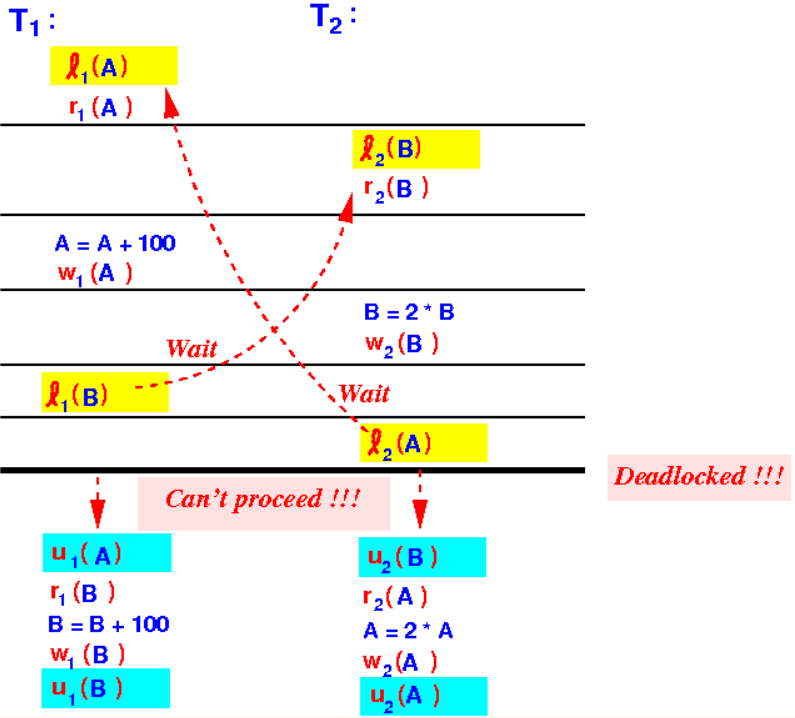 T1 : T2 :
ℓ1(A)
r1(A )
ℓ2(B)
r2(B )
A = A + 100
w1(A )
B = 2 * B
w2(B )
Wait
ℓ1(B)
Wait
ℓ2(A)
Deadlocked !!!
Can't proceed !!!
u1(A) u2(B )
r1(B ) r2(A )
B = B + 100 A = 2 * A
w1 (B ) w2(A )
u1(B ) u2(A )